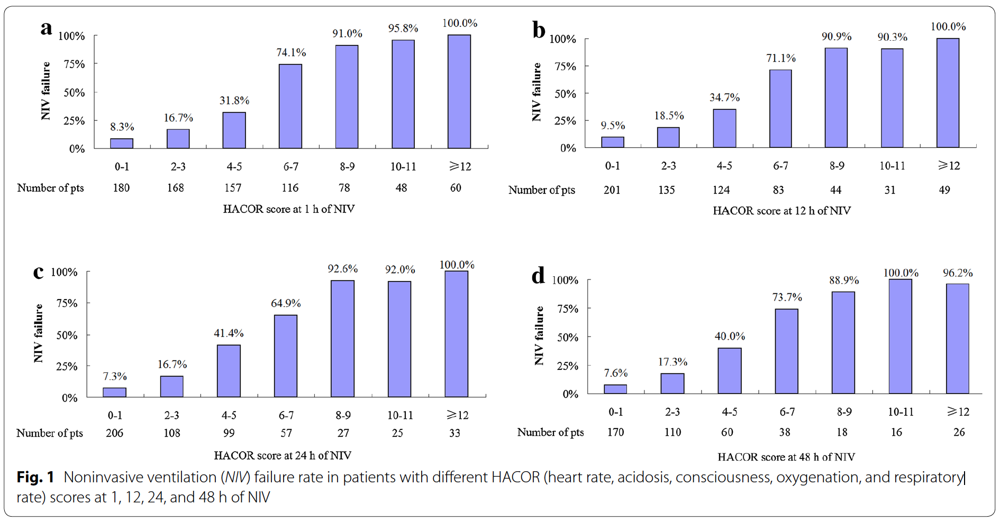 a
NIV failure
100%
75%
50%
25%
0%
8.3%
16.7%
31.8%
74.1%
91.0%
95.8%
100.0%
0-1 2-3 4-5 6-7 8-9 10-11 ≥12
Number of pts 180 168 157 116 78 48 60
HACOR score at 1 h of NIV
b
NIV failure
100%
75%
50%
25%
0%
9.5%
18.5%
34.7%
71.1%
90.9%
90.3%
100.0%
0-1 2-3 4-5 6-7 8-9 10-11 ≥12
Number of pts 201 135 124 83 44 31 49
HACOR score at 12 h of NIV
c
NIV failure
100%
75%
50%
25%
0%
7.3%
16.7%
41.4%
64.9%
92.6%
92.0%
100.0%
0-1 2-3 4-5 6-7 8-9 10-11 ≥12
Number of pts 206 108 99 57 27 25 33
HACOR score at 24 h of NIV
d
NIV failure
100%
75%
50%
25%
0%
7.6%
17.3%
40.0%
73.7%
88.9%
100.0%
96.2%
0-1 2-3 4-5 6-7 8-9 10-11 ≥12
Number of pts 170 110 60 38 18 16 26
HACOR score at 48 h of NIV
Fig. 1 Noninvasive ventilation (NIV) failure rate in patients with different HACOR (heart rate, acidosis, consciousness, oxygenation, and respiratory
rate) scores at 1, 12, 24, and 48 h of NIV